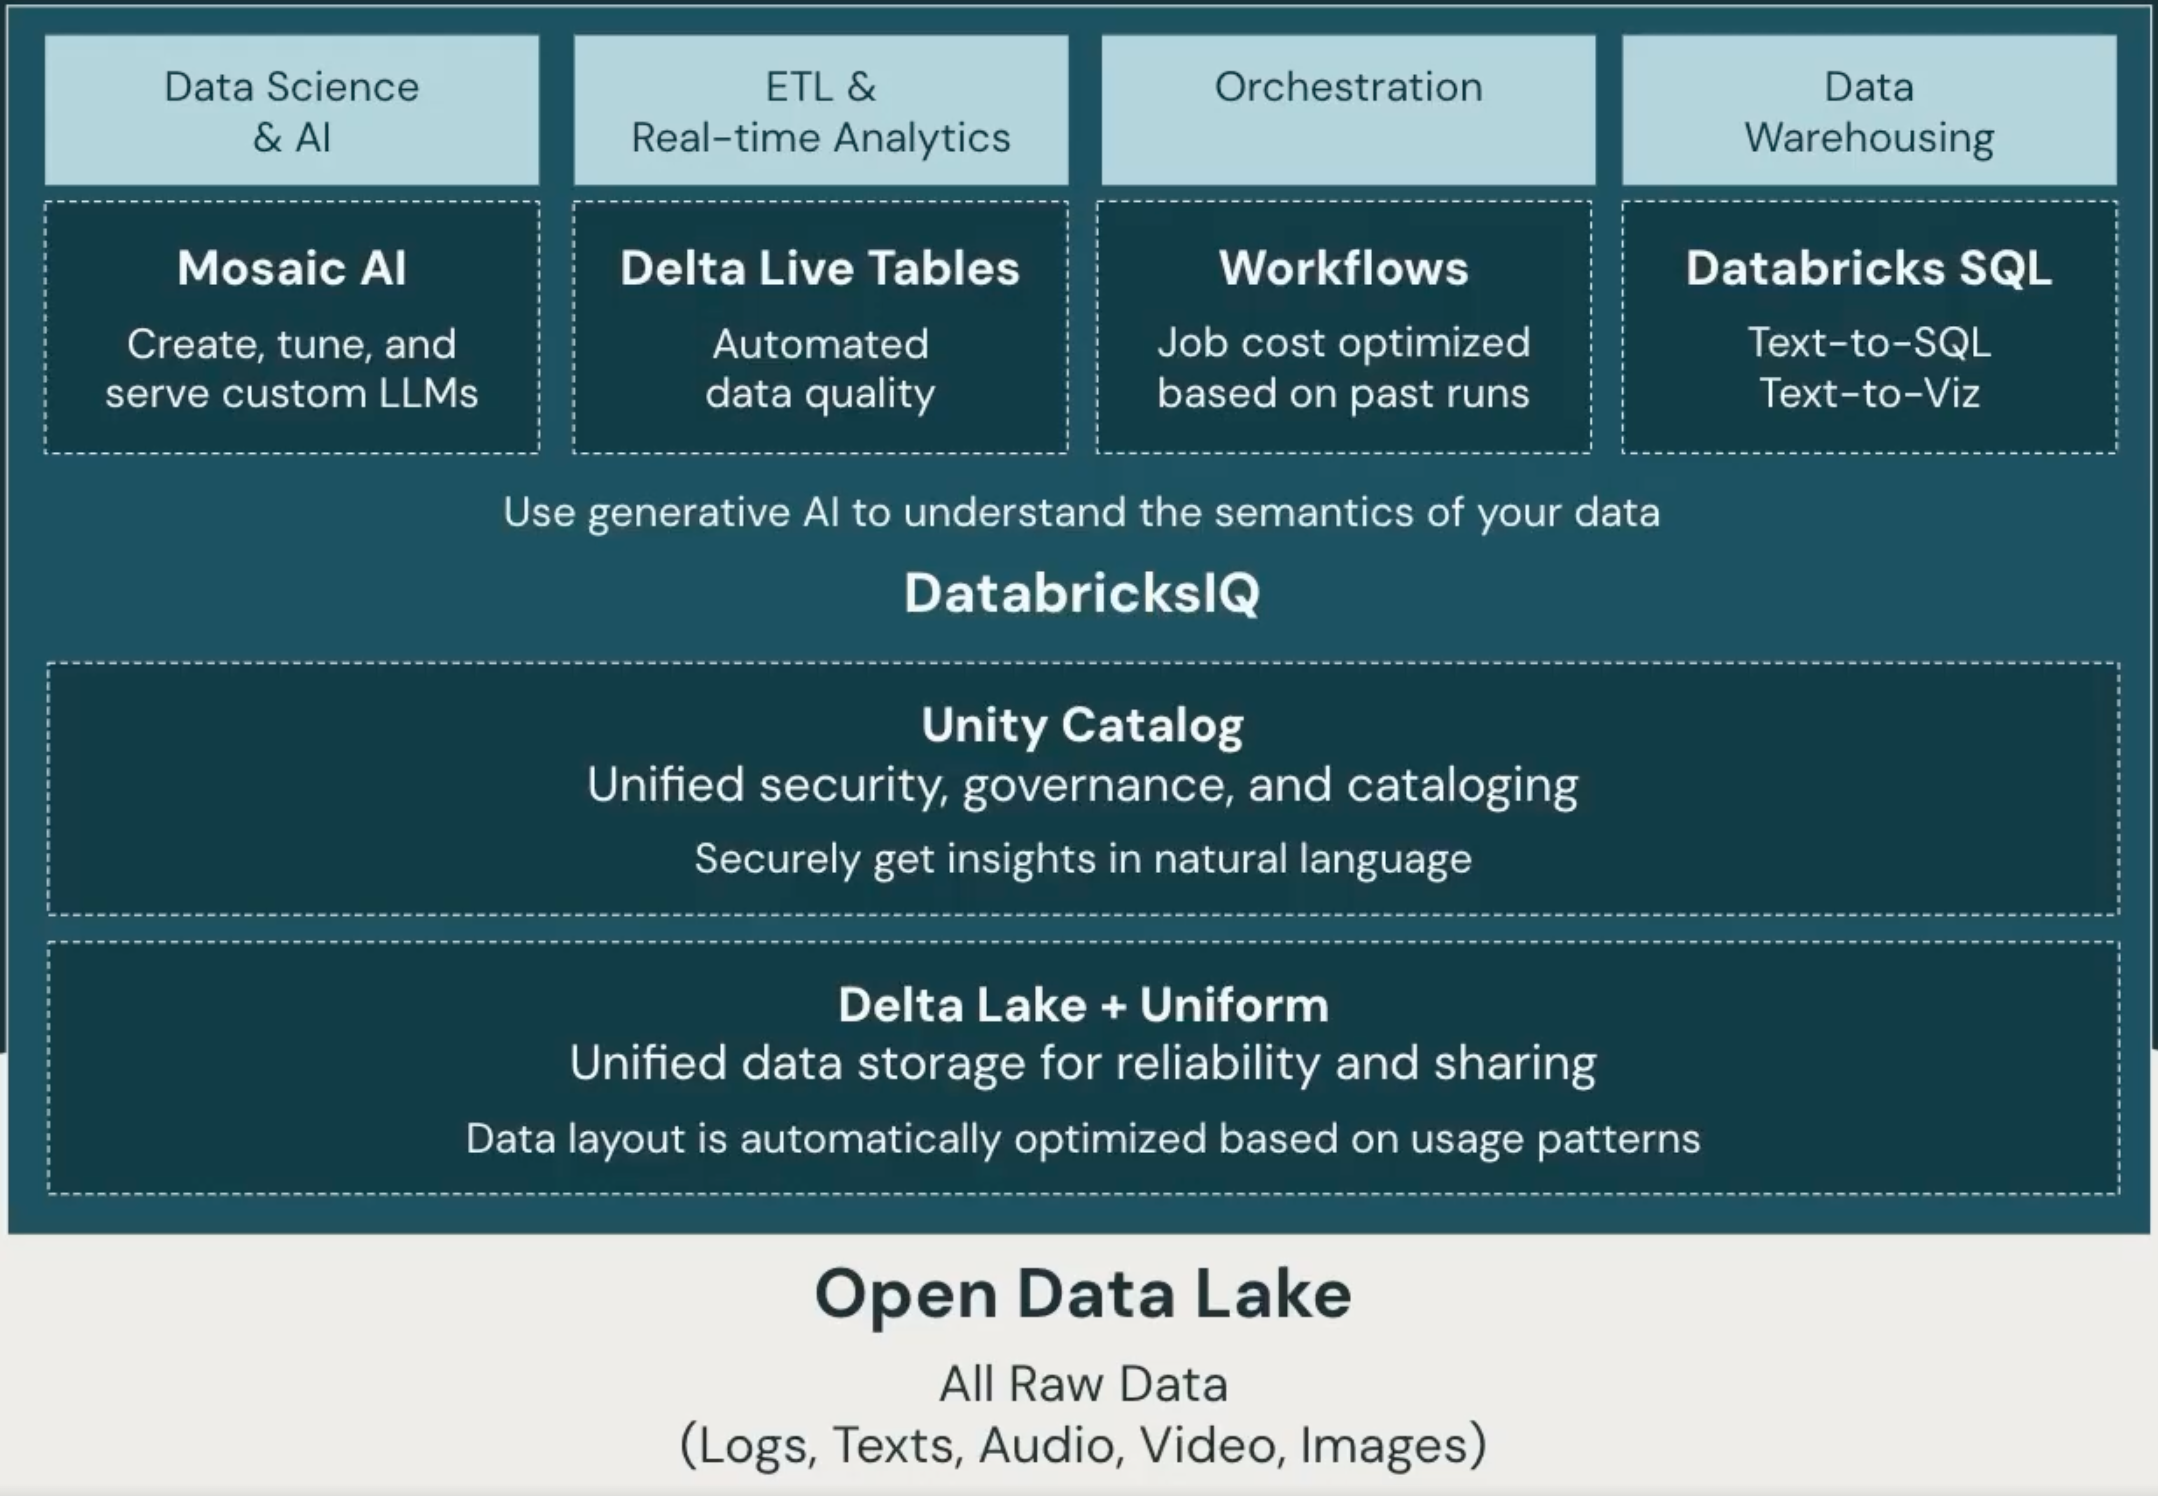 Data Science
& AI
ETL &
Real-time Analytics
Orchestration
Data
Warehousing
Mosaic AI
Create, tune, and
serve custom LLMs
Delta Live Tables
Automated
data quality
Workflows
Job cost optimized
based on past runs
Databricks SQL
Text-to-SQL
Text-to-Viz
Use generative AI to understand the semantics of your data
DatabricksIQ
Unity Catalog
Unified security, governance, and cataloging
Securely get insights in natural language
Delta Lake + Uniform
Unified data storage for reliability and sharing
Data layout is automatically optimized based on usage patterns
Open Data Lake
All Raw Data
(Logs, Texts, Audio, Video, Images)